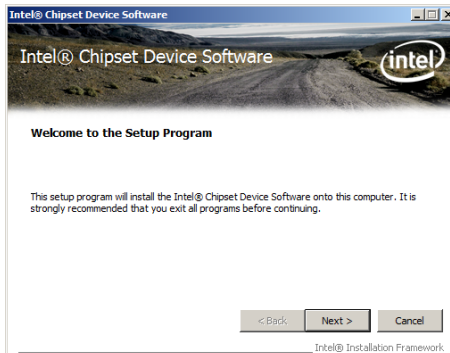 Intel® Chipset Device Software
Intel® Chipset Device Software
intel
Welcome to the Setup Program
This setup program will install the Intel® Chipset Device Software onto this computer. It is
strongly recommended that you exit all programs before continuing.
< Back Next > Cancel
Intel® Installation Framework